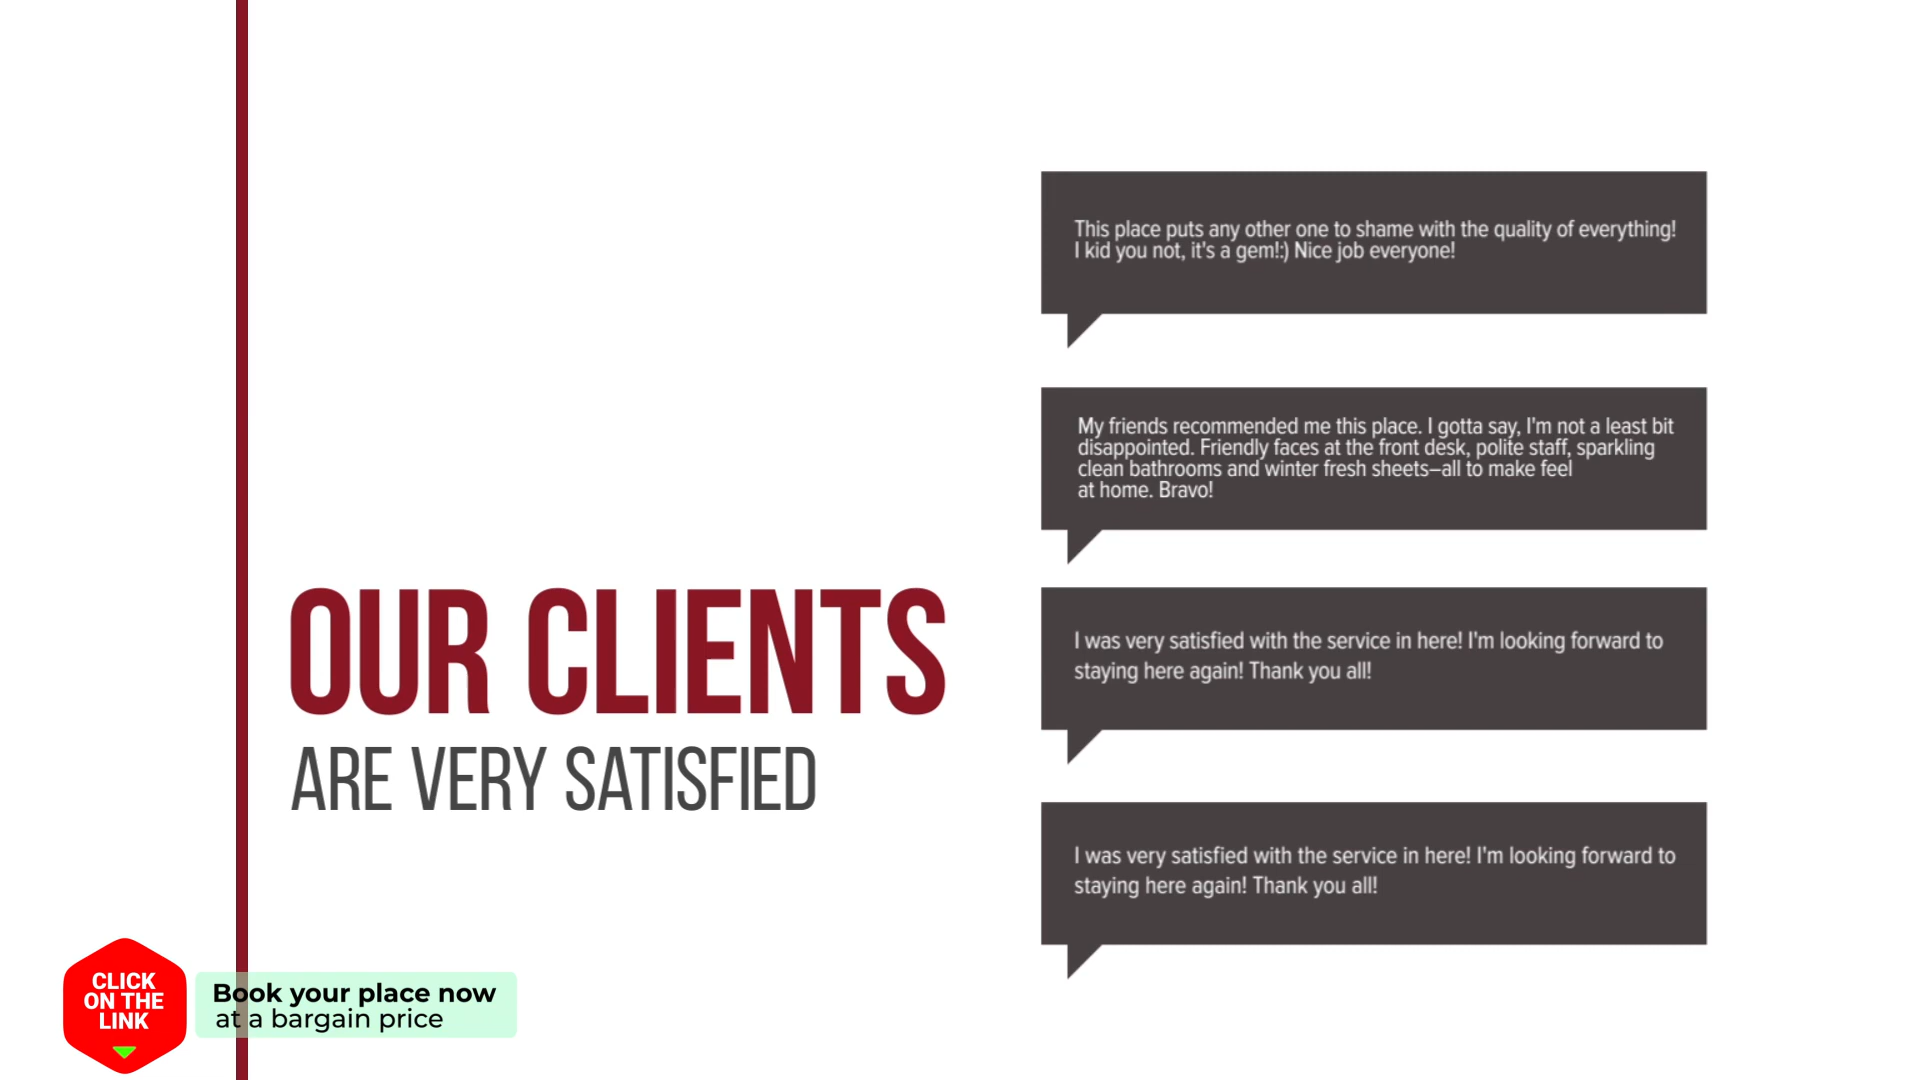 This place puts any other one to shame with the quality of everything!
I kid you not, it's a gem!:) Nice job everyone!
My friends recommended me this place. I gotta say, I'm not a least bit
disappointed. Friendly faces at the front desk, polite staff, sparkling
clean bathrooms and winter fresh sheets–all to make feel
at home. Bravo!
OUR CLIENTS
ARE VERY SATISFIED
I was very satisfied with the service in here! I'm looking forward to
staying here again! Thank you all!
I was very satisfied with the service in here! I'm looking forward to
staying here again! Thank you all!
CLICK
ON THE
LINK
Book your place now
at a bargain price